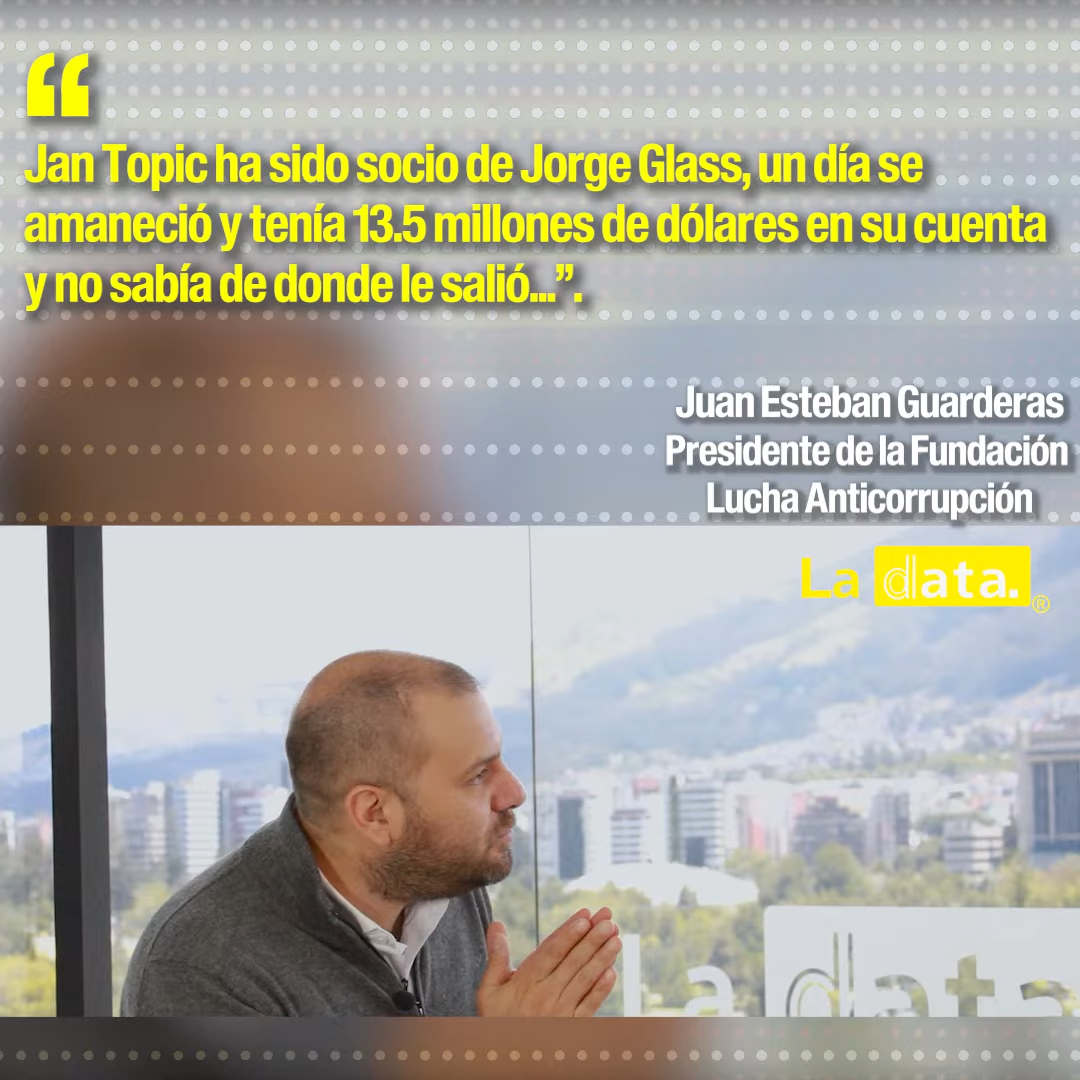 “
Jan Topic ha sido socio de Jorge Glass, un día se
amaneció y tenía 13.5 millones de dólares en su cuenta
y no sabía de donde le salió...”.
Juan Esteban Guarderas
Presidente de la Fundación
Lucha Anticorrupción
La data.®
La data